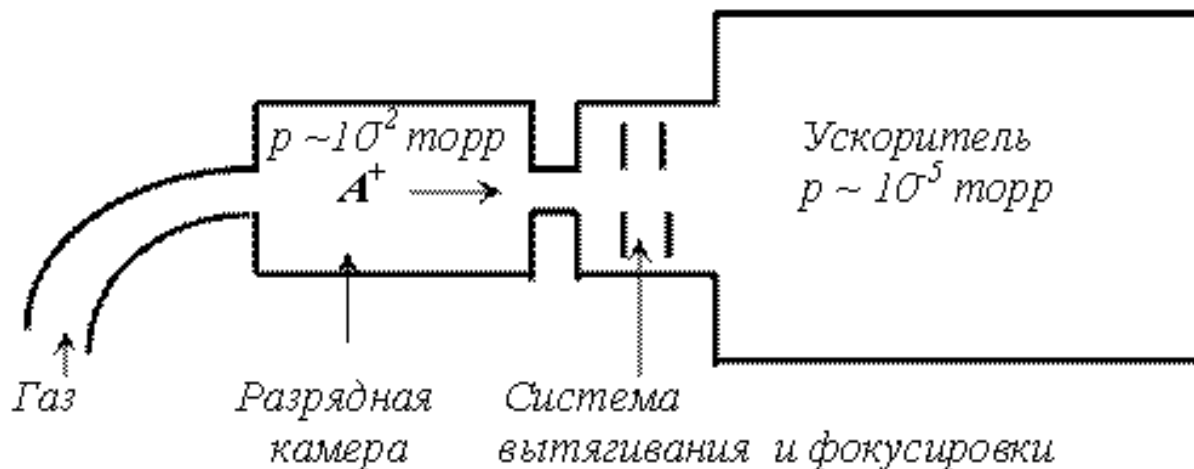 p ~10⁻² торр
A⁺
Ускоритель
p ~ 10⁻⁵ торр
Газ
Разрядная
камера
Система
вытягивания и фокусировки